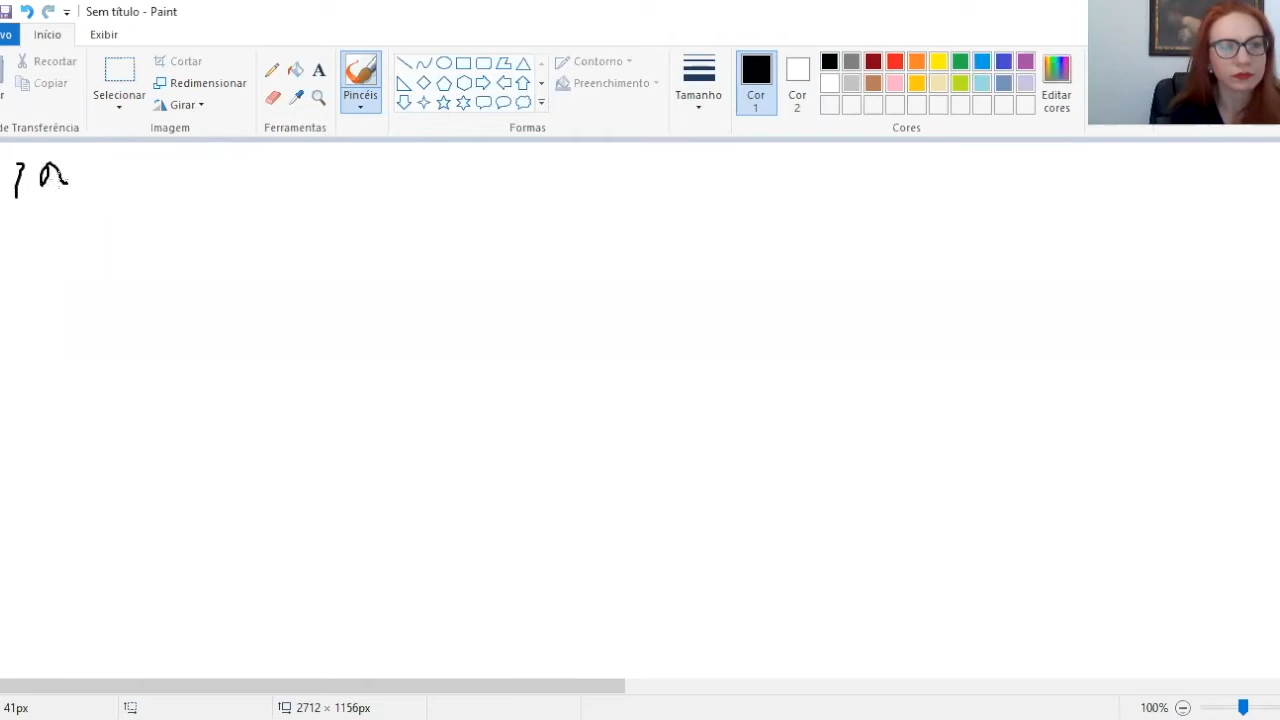 Sem título - Paint
vo Início Exibir
Recortar
Copiar
r
de Transferência
Selecionar
Cortar
Redimensionar
Girar
Imagem
A
Ferramentas
Pincéis
Contorno
Preenchimento
Formas
Tamanho
Cor
1
Cor
2
Editar
cores
Cores
41px
2712 × 1156px
100%